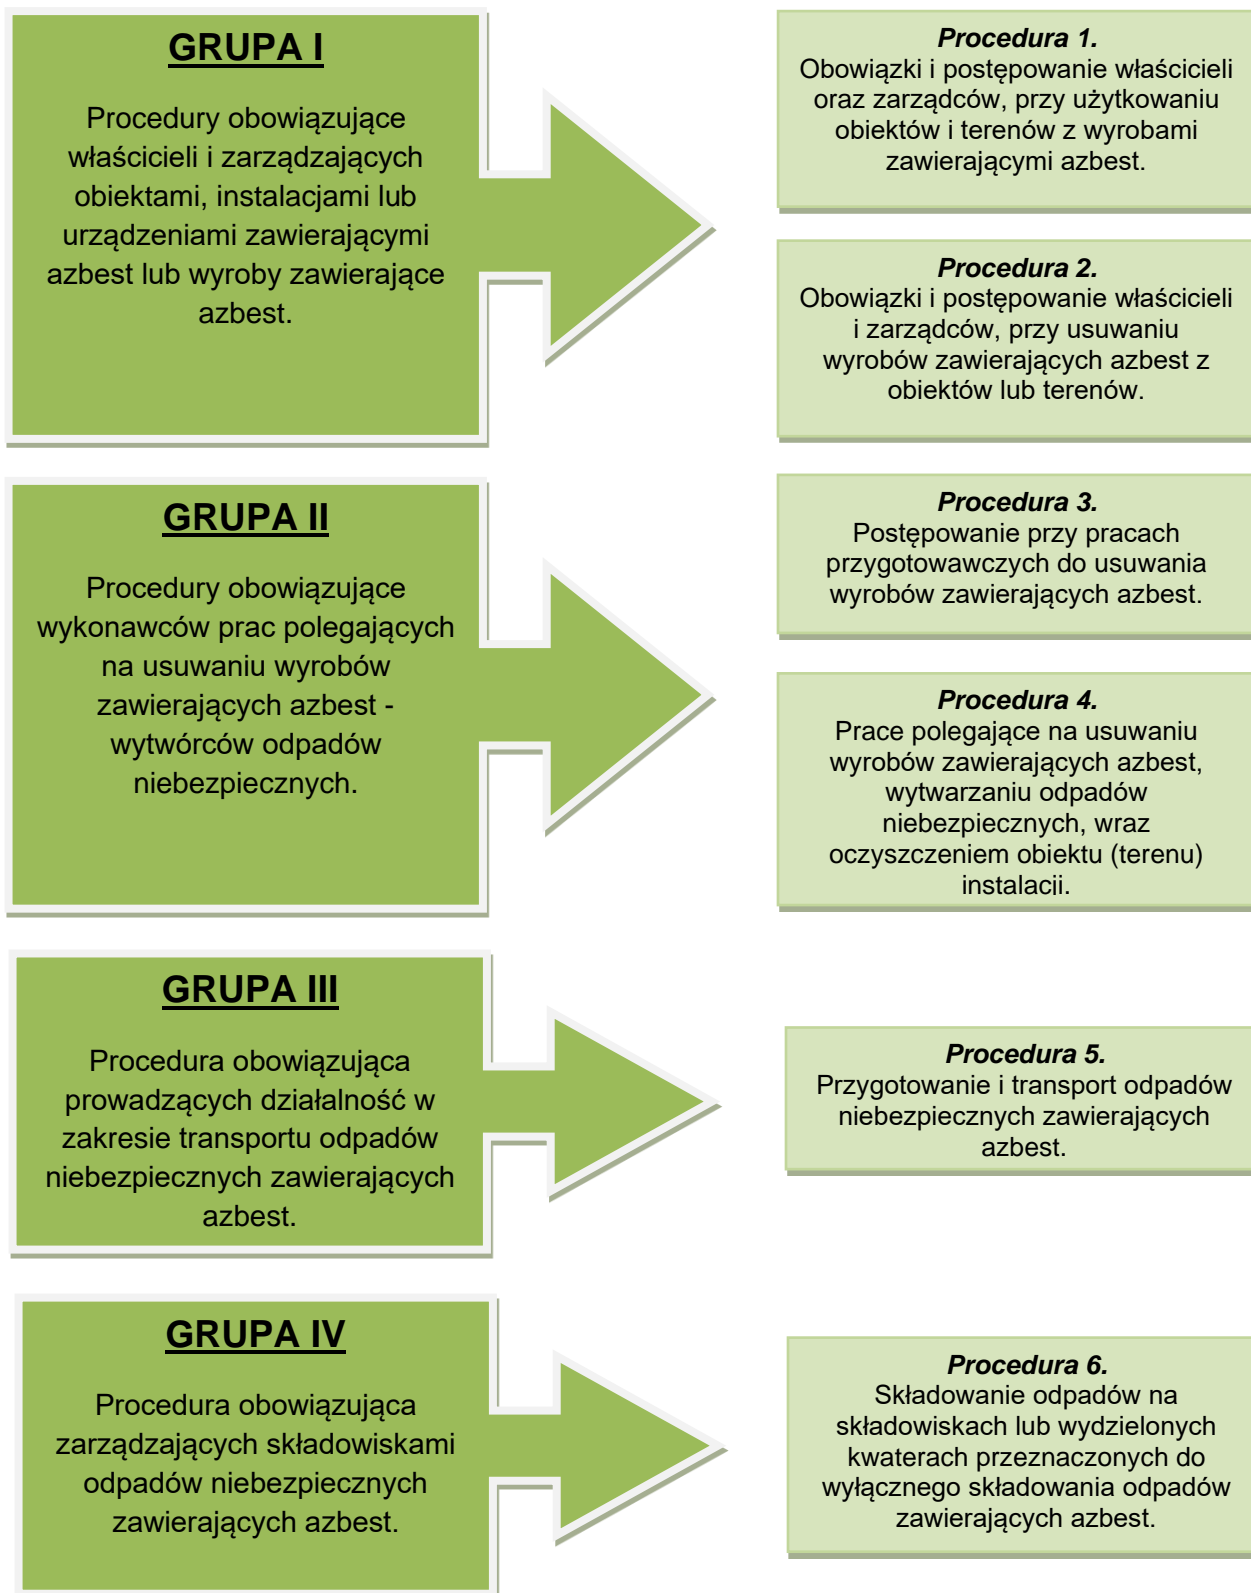 GRUPA I
Procedury obowiązujące
właścicieli i zarządzających
obiektami, instalacjami lub
urządzeniami zawierającymi
azbest lub wyroby zawierające
azbest.
Procedura 1.
Obowiązki i postępowanie właścicieli
oraz zarządców, przy użytkowaniu
obiektów i terenów z wyrobami
zawierającymi azbest.
Procedura 2.
Obowiązki i postępowanie właścicieli
i zarządców, przy usuwaniu
wyrobów zawierających azbest z
obiektów lub terenów.
GRUPA II
Procedury obowiązujące
wykonawców prac polegających
na usuwaniu wyrobów
zawierających azbest -
wytwórców odpadów
niebezpiecznych.
Procedura 3.
Postępowanie przy pracach
przygotowawczych do usuwania
wyrobów zawierających azbest.
Procedura 4.
Prace polegające na usuwaniu
wyrobów zawierających azbest,
wytwarzaniu odpadów
niebezpiecznych, wraz
oczyszczeniem obiektu (terenu)
instalacji.
GRUPA III
Procedura obowiązująca
prowadzących działalność w
zakresie transportu odpadów
niebezpiecznych zawierających
azbest.
Procedura 5.
Przygotowanie i transport odpadów
niebezpiecznych zawierających
azbest.
GRUPA IV
Procedura obowiązująca
zarządzających składowiskami
odpadów niebezpiecznych
zawierających azbest.
Procedura 6.
Składowanie odpadów na
składowiskach lub wydzielonych
kwaterach przeznaczonych do
wyłącznego składowania odpadów
zawierających azbest.